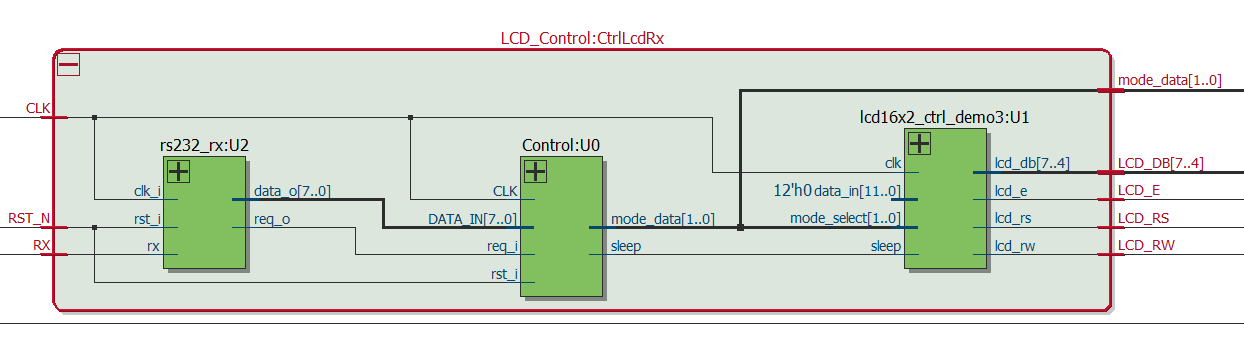 LCD_Control:CtrlLcdRx
mode_data[1..0]
CLK
rs232_rx:U2
Control:U0
lcd16x2_ctrl_demo3:U1
clk
lcd_db[7..4]
LCD_DB[7..4]
clk_i
data_o[7..0]
CLK
12'h0 data_in[11..0]
lcd_e
LCD_E
RST_N
rst_i
req_o
DATA_IN[7..0]
mode_data[1..0]
mode_select[1..0]
lcd_rs
LCD_RS
RX
rx
req_i
sleep
sleep
lcd_rw
LCD_RW
rst_i